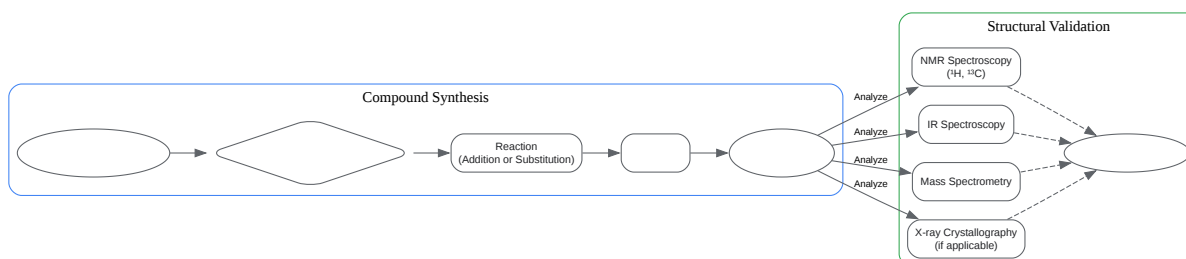 Structural Validation
NMR Spectroscopy
(¹H, ¹³C)
Compound Synthesis
Analyze
IR Spectroscopy
Analyze
Reaction
(Addition or Substitution)
Analyze
Mass Spectrometry
Analyze
X-ray Crystallography
(if applicable)